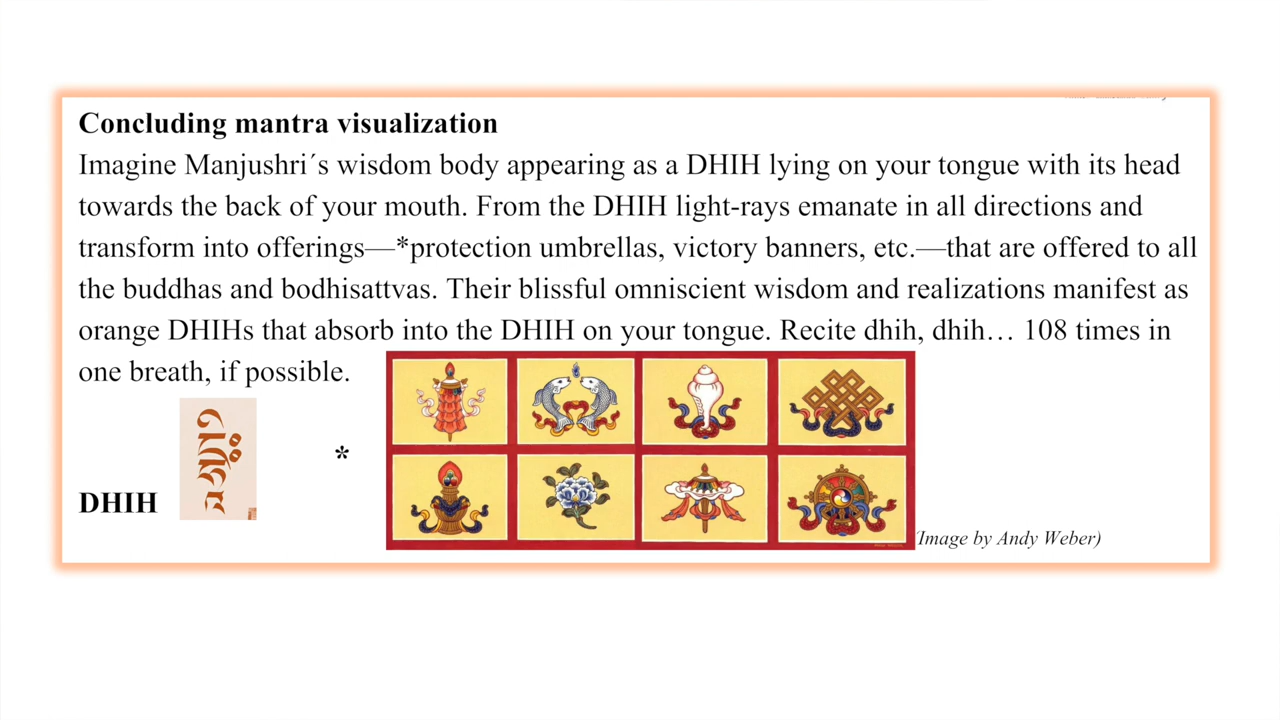 Concluding mantra visualization
Imagine Manjushri´s wisdom body appearing as a DHIH lying on your tongue with its head
towards the back of your mouth. From the DHIH light-rays emanate in all directions and
transform into offerings—*protection umbrellas, victory banners, etc.—that are offered to all
the buddhas and bodhisattvas. Their blissful omniscient wisdom and realizations manifest as
orange DHIHs that absorb into the DHIH on your tongue. Recite dhih, dhih… 108 times in
one breath, if possible.
*
DHIH
(Image by Andy Weber)